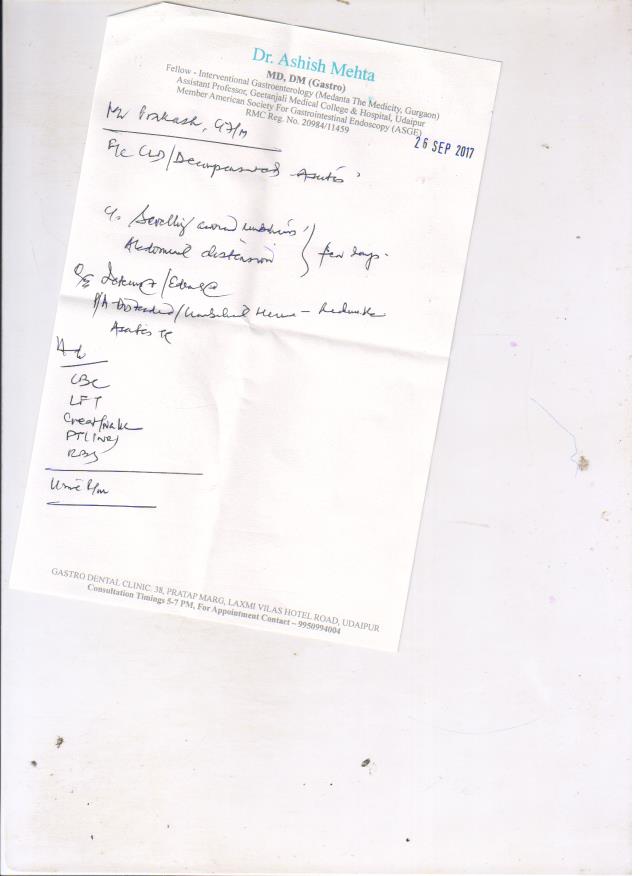 Dr. Ashish Mehta
MD, DM (Gastro)
Fellow - Interventional Gastroenterology (Medanta The Medicity, Gurgaon)
Assistant Professor, Geetanjali Medical College & Hospital, Udaipur
Member American Society For Gastrointestinal Endoscopy (ASGE)
RMC Reg. No. 20984/11459
26 SEP 2017
Mr Prakash,
CLD/Decompensated Ascites
Swelling around umbilicus
Abdominal distension } few days.
O/E Icterus +/Edema
P/A Distended/Umbilical Hernia - Reducible
Ascites
Adv
CBC
LFT
Creat/Na/K
PT(INR)
RBS
Urine R/m
GASTRO DENTAL CLINIC. 38, PRATAP MARG, LAXMI VILAS HOTEL ROAD, UDAIPUR
Consultation Timings 5-7 PM, For Appointment Contact – 9950994004